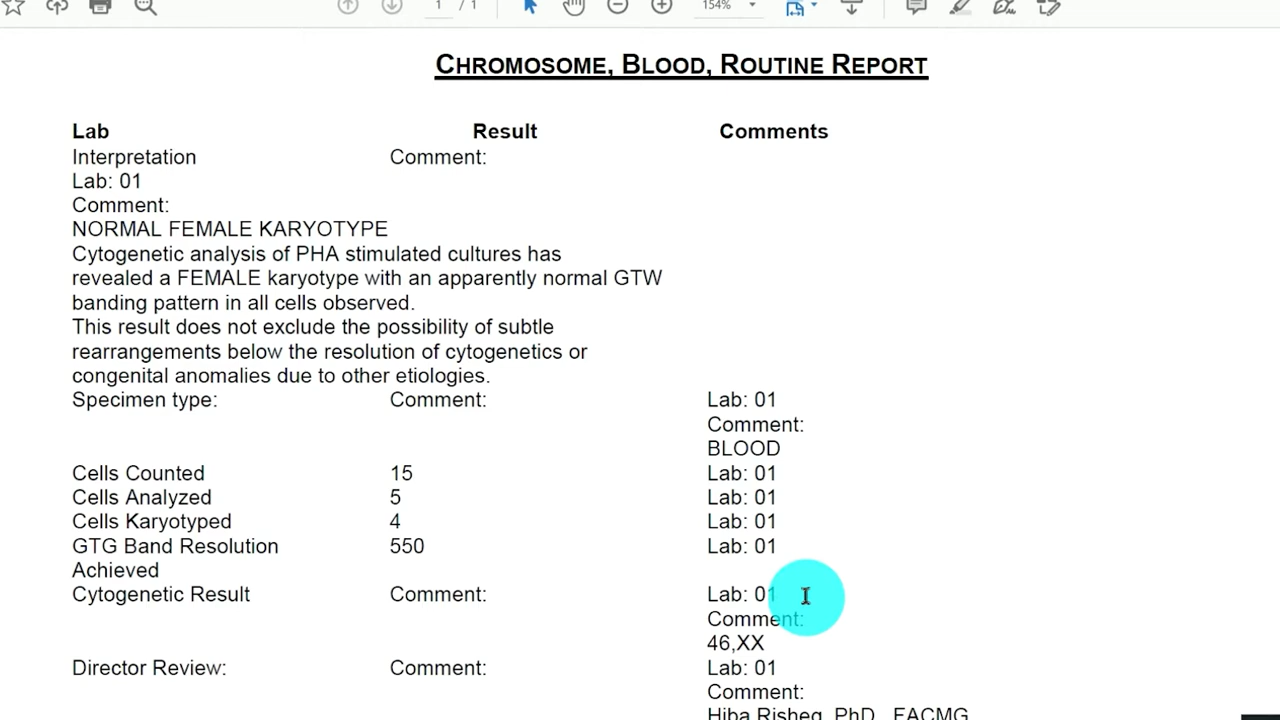 1 / 1
154%
CHROMOSOME, BLOOD, ROUTINE REPORT
Lab Result Comments
Interpretation Comment:
Lab: 01
Comment:
NORMAL FEMALE KARYOTYPE
Cytogenetic analysis of PHA stimulated cultures has
revealed a FEMALE karyotype with an apparently normal GTW
banding pattern in all cells observed.
This result does not exclude the possibility of subtle
rearrangements below the resolution of cytogenetics or
congenital anomalies due to other etiologies.
Specimen type: Comment: Lab: 01
Comment:
BLOOD
Cells Counted 15 Lab: 01
Cells Analyzed 5 Lab: 01
Cells Karyotyped 4 Lab: 01
GTG Band Resolution 550 Lab: 01
Achieved
Cytogenetic Result Comment: Lab: 01
Comment:
46,XX
Director Review: Comment: Lab: 01
Comment:
Hiba Risheg, PhD., FACMG